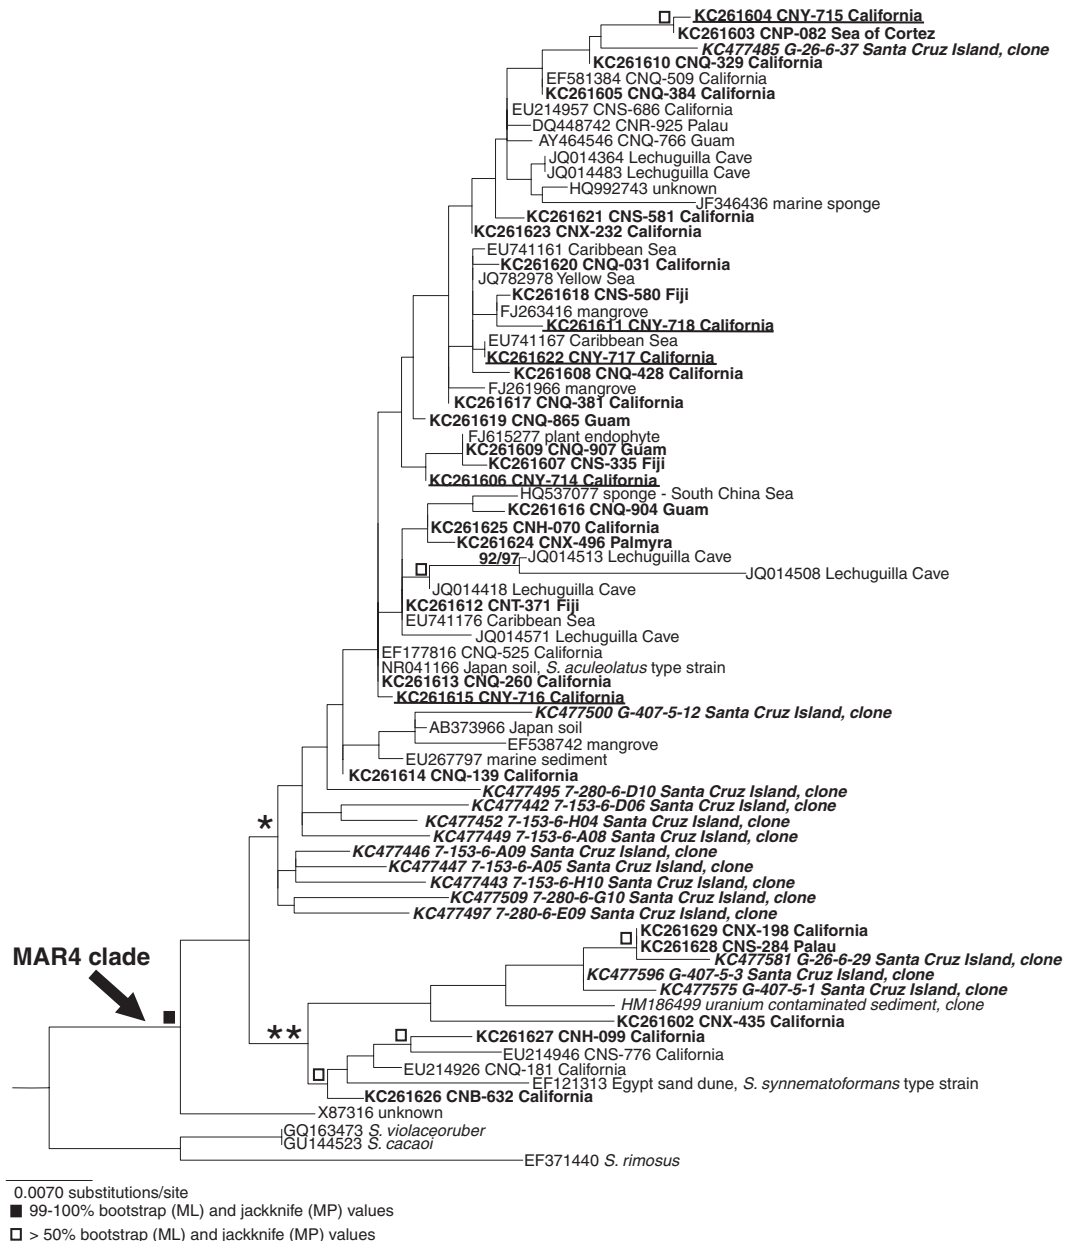 KC261604 CNY-715 California
KC261603 CNP-082 Sea of Cortez
KC477485 G-26-6-37 Santa Cruz Island, clone
KC261610 CNQ-329 California
EF581384 CNQ-509 California
KC261605 CNQ-384 California
EU214957 CNS-686 California
DQ448742 CNR-925 Palau
AY464546 CNQ-766 Guam
JQ014364 Lechuguilla Cave
JQ014483 Lechuguilla Cave
HQ992743 unknown
JF346436 marine sponge
KC261621 CNS-581 California
KC261623 CNX-232 California
EU741161 Caribbean Sea
KC261620 CNQ-031 California
JQ782978 Yellow Sea
KC261618 CNS-580 Fiji
FJ263416 mangrove
KC261611 CNY-718 California
EU741167 Caribbean Sea
KC261622 CNY-717 California
KC261608 CNQ-428 California
FJ261966 mangrove
KC261617 CNQ-381 California
KC261619 CNQ-865 Guam
FJ615277 plant endophyte
KC261609 CNQ-907 Guam
KC261607 CNS-335 Fiji
KC261606 CNY-714 California
HQ537077 sponge - South China Sea
KC261616 CNQ-904 Guam
KC261625 CNH-070 California
KC261624 CNX-496 Palmyra
92/97 JQ014513 Lechuguilla Cave
JQ014508 Lechuguilla Cave
JQ014418 Lechuguilla Cave
KC261612 CNT-371 Fiji
EU741176 Caribbean Sea
JQ014571 Lechuguilla Cave
EF177816 CNQ-525 California
NR041166 Japan soil, S. aculeolatus type strain
KC261613 CNQ-260 California
KC261615 CNY-716 California
KC477500 G-407-5-12 Santa Cruz Island, clone
AB373966 Japan soil
EF538742 mangrove
EU267797 marine sediment
KC261614 CNQ-139 California
KC477495 7-280-6-D10 Santa Cruz Island, clone
KC477442 7-153-6-D06 Santa Cruz Island, clone
KC477452 7-153-6-H04 Santa Cruz Island, clone
*
KC477449 7-153-6-A08 Santa Cruz Island, clone
KC477446 7-153-6-A09 Santa Cruz Island, clone
KC477447 7-153-6-A05 Santa Cruz Island, clone
KC477443 7-153-6-H10 Santa Cruz Island, clone
KC477509 7-280-6-G10 Santa Cruz Island, clone
KC477497 7-280-6-E09 Santa Cruz Island, clone
KC261629 CNX-198 California
KC261628 CNS-284 Palau
MAR4 clade
KC477581 G-26-6-29 Santa Cruz Island, clone
KC477596 G-407-5-3 Santa Cruz Island, clone
KC477575 G-407-5-1 Santa Cruz Island, clone
HM186499 uranium contaminated sediment, clone
KC261602 CNX-435 California
**
KC261627 CNH-099 California
EU214946 CNS-776 California
EU214926 CNQ-181 California
EF121313 Egypt sand dune, S. synnematoformans type strain
KC261626 CNB-632 California
X87316 unknown
GQ163473 S. violaceoruber
GU144523 S. cacaoi
EF371440 S. rimosus
0.0070 substitutions/site
■ 99-100% bootstrap (ML) and jackknife (MP) values
□ > 50% bootstrap (ML) and jackknife (MP) values